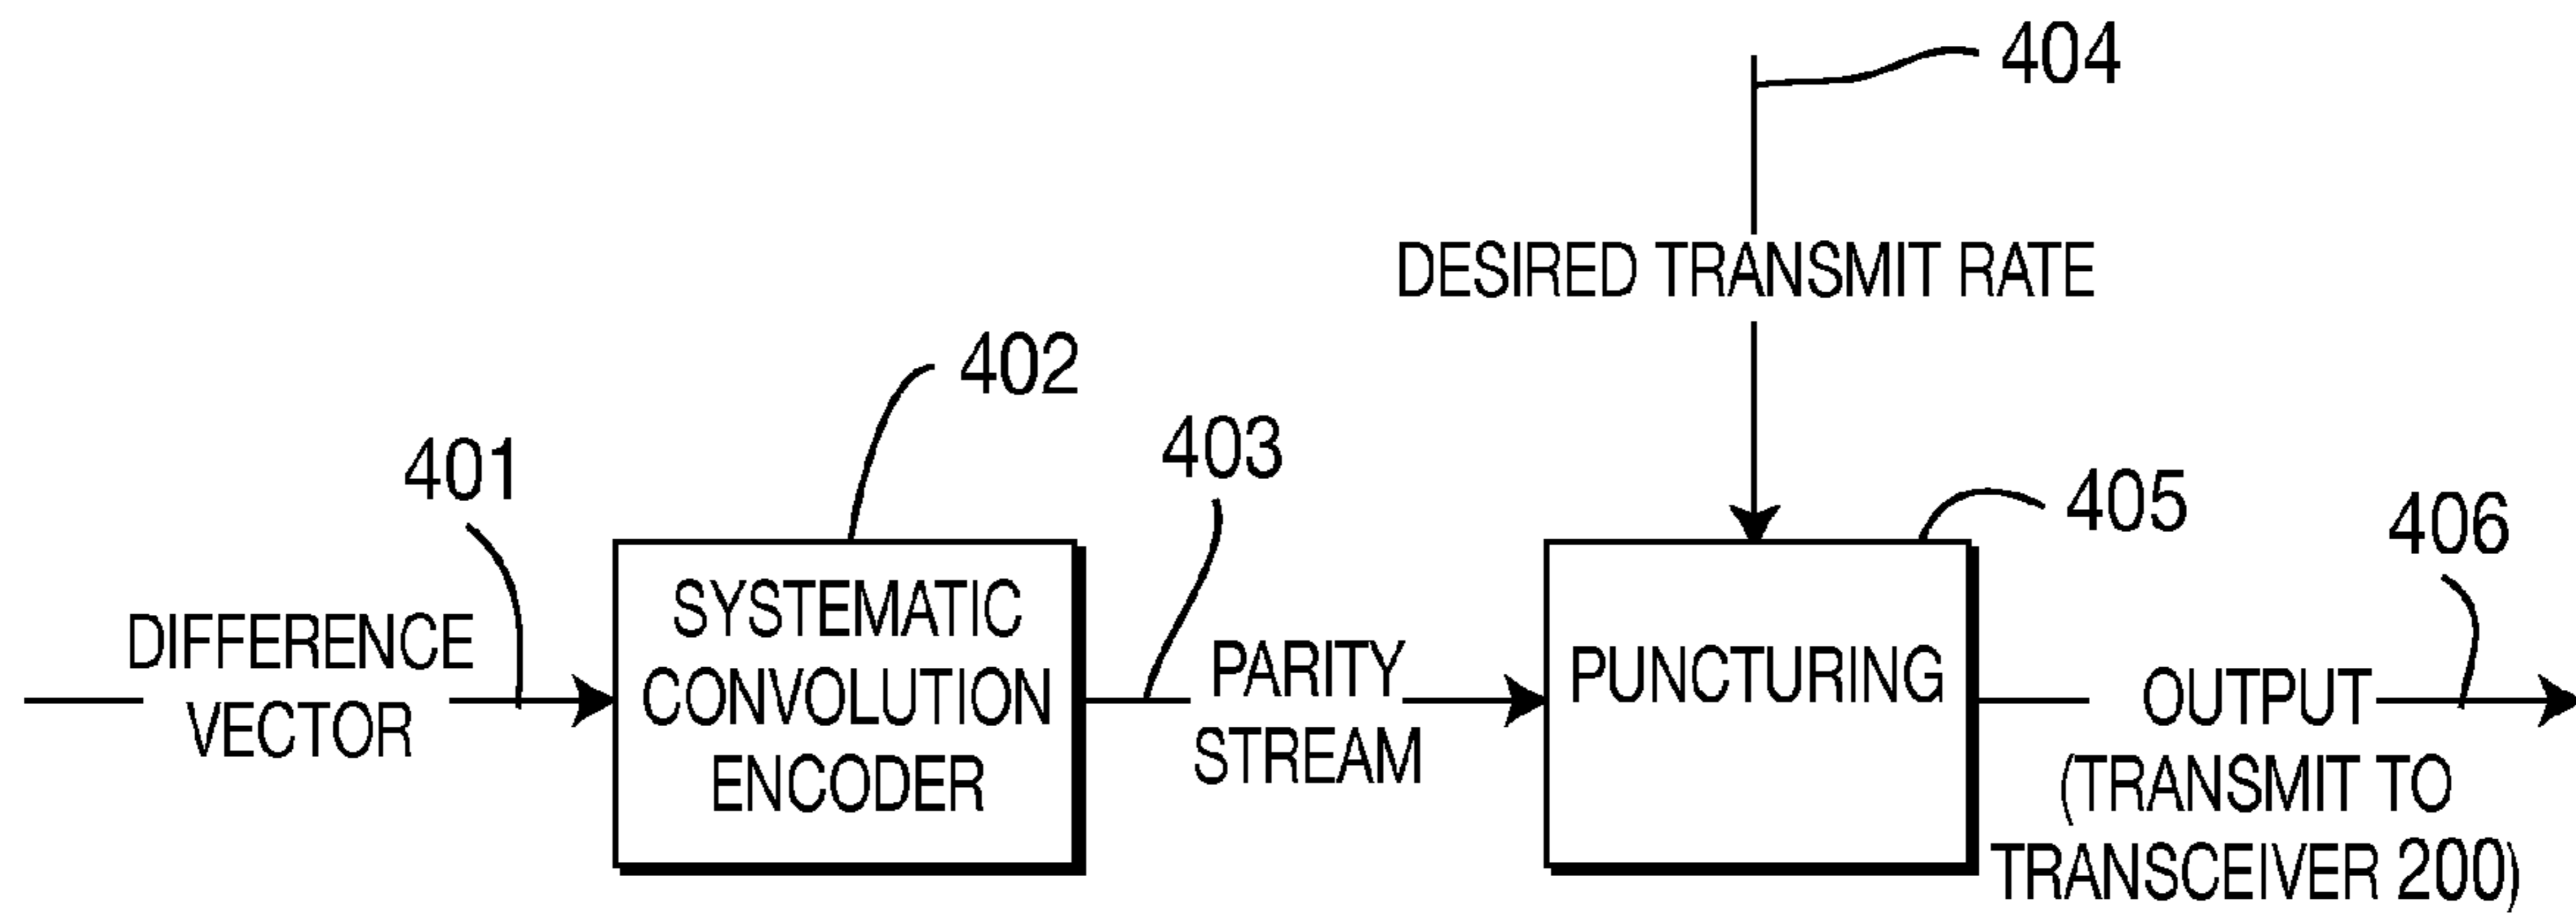 404
DESIRED TRANSMIT RATE
402
403
401
405
406
DIFFERENCE
VECTOR
SYSTEMATIC
CONVOLUTION
ENCODER
PARITY
STREAM
PUNCTURING
OUTPUT
(TRANSMIT TO
TRANSCEIVER 200)